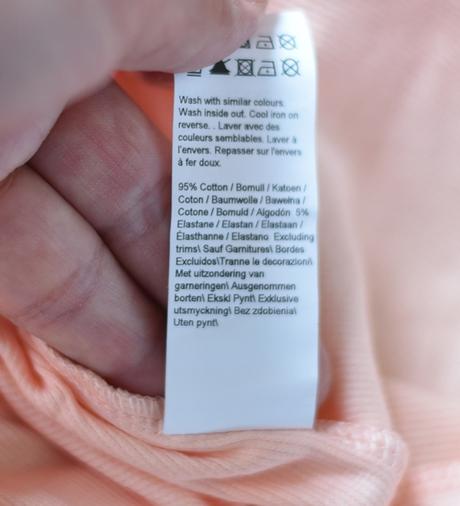 Wash with similar colours.
Wash inside out. Cool iron on
reverse. . Laver avec des
couleurs semblables. Laver à
l'envers. Repasser sur l'envers
à fer doux.
95% Cotton / Bomull / Katoen /
Coton / Baumwolle / Bawełna /
Cotone / Bomuld / Algodón 5%
Elastane / Elastan / Elastaan /
Élasthanne / Elastano Excluding
trims\ Sauf Garnitures\ Bordes
Excluidos\Tranne le decorazioni\
Met uitzondering van
garneringen\ Ausgenommen
borten\ Ekskl Pynt\ Exklusive
utsmyckning\ Bez zdobienia\
Uten pynt\